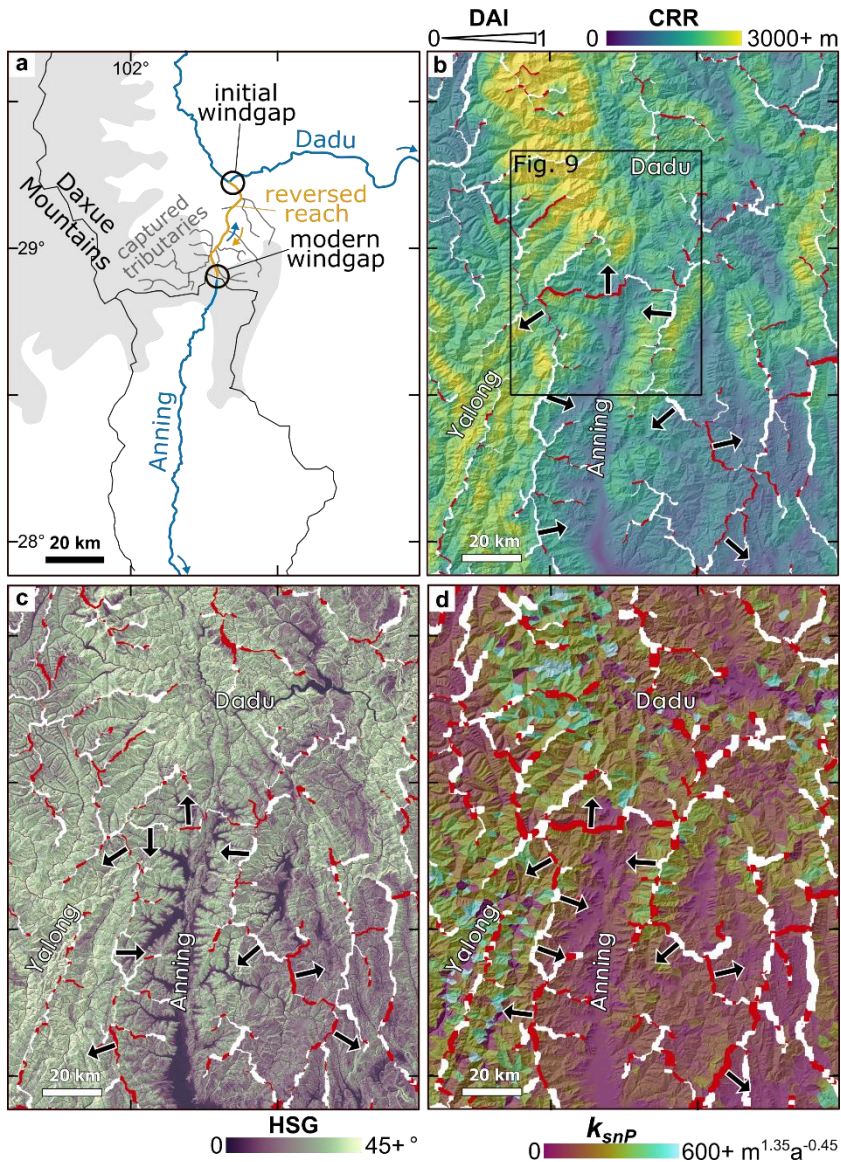 DAI
0 1
CRR
0 3000+ m
a
102°
initial
windgap
Dadu
reversed
reach
Daxue
Mountains
captured
tributaries
29°
modern
windgap
Anning
28°
20 km
b
Fig. 9
Dadu
Yalong
Anning
20 km
c
Dadu
Yalong
Anning
20 km
d
Dadu
Yalong
Anning
20 km
HSG
0 45+ °
ksnP
0 600+ m^1.35a^-0.45